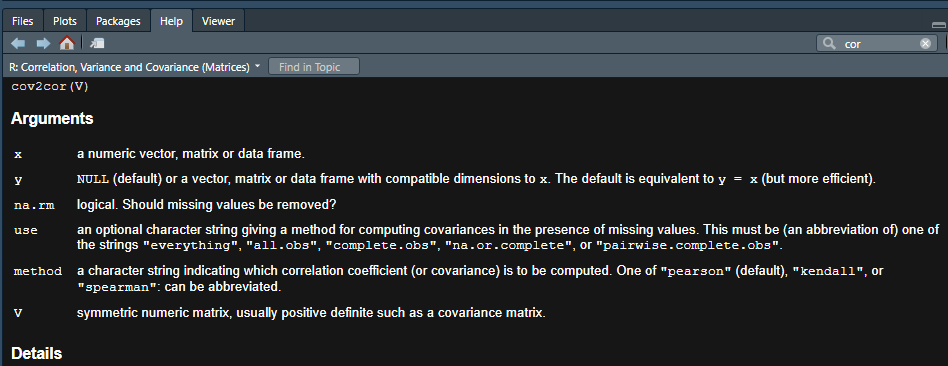 Files Plots Packages Help Viewer
cor
R: Correlation, Variance and Covariance (Matrices) Find in Topic
cov2cor(V)
Arguments
x a numeric vector, matrix or data frame.
y NULL (default) or a vector, matrix or data frame with compatible dimensions to x. The default is equivalent to y = x (but more efficient).
na.rm logical. Should missing values be removed?
use an optional character string giving a method for computing covariances in the presence of missing values. This must be (an abbreviation of) one of
the strings "everything", "all.obs", "complete.obs", "na.or.complete", or "pairwise.complete.obs".
method a character string indicating which correlation coefficient (or covariance) is to be computed. One of "pearson" (default), "kendall", or
"spearman": can be abbreviated.
V symmetric numeric matrix, usually positive definite such as a covariance matrix.
Details